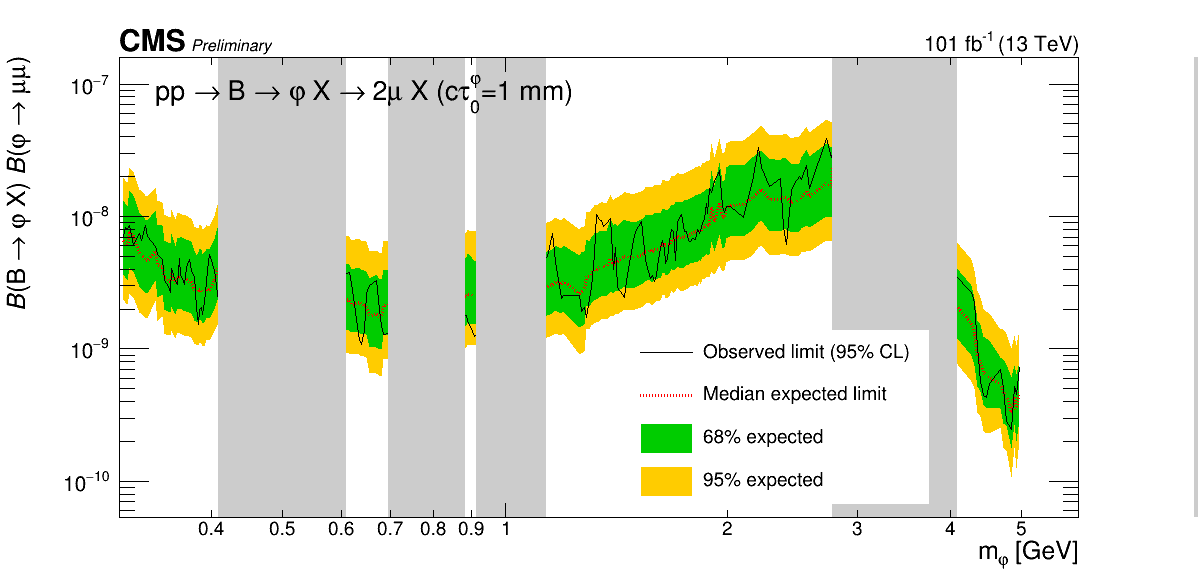 CMS Preliminary
101 fb⁻¹ (13 TeV)
pp → B → φ X → 2μ X (cτ₀^φ=1 mm)
B(B → φ X) B(φ → μμ)
10⁻⁷
10⁻⁸
10⁻⁹
10⁻¹⁰
Observed limit (95% CL)
Median expected limit
68% expected
95% expected
0.4 0.5 0.6 0.7 0.8 0.9 1 2 3 4 5
m_φ [GeV]